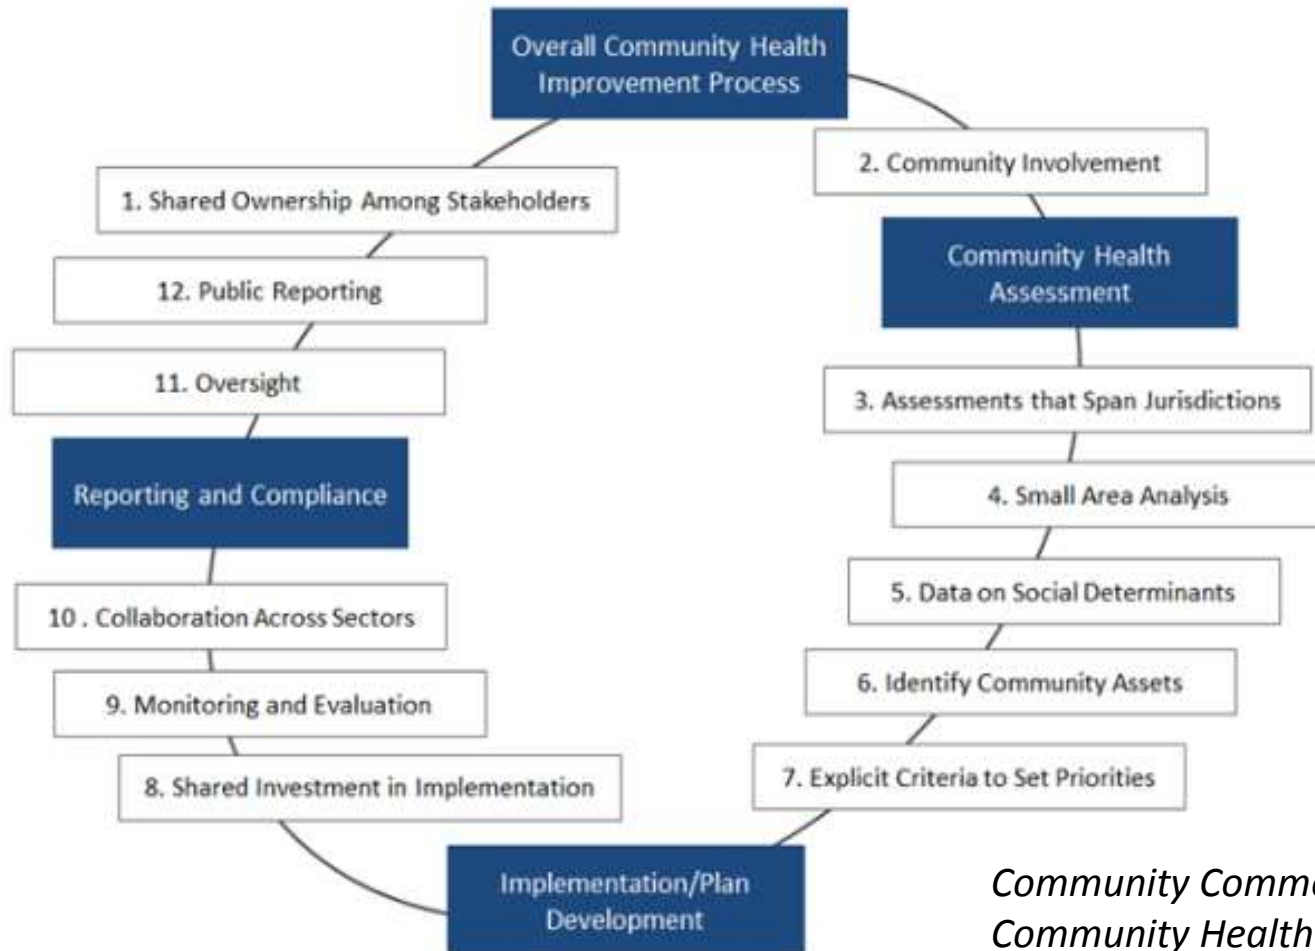 Overall Community Health
Improvement Process
1. Shared Ownership Among Stakeholders
2. Community Involvement
12. Public Reporting
Community Health
Assessment
11. Oversight
3. Assessments that Span Jurisdictions
Reporting and Compliance
4. Small Area Analysis
5. Data on Social Determinants
10 . Collaboration Across Sectors
6. Identify Community Assets
9. Monitoring and Evaluation
7. Explicit Criteria to Set Priorities
8. Shared Investment in Implementation
Implementation/Plan
Development
Community
Community Health